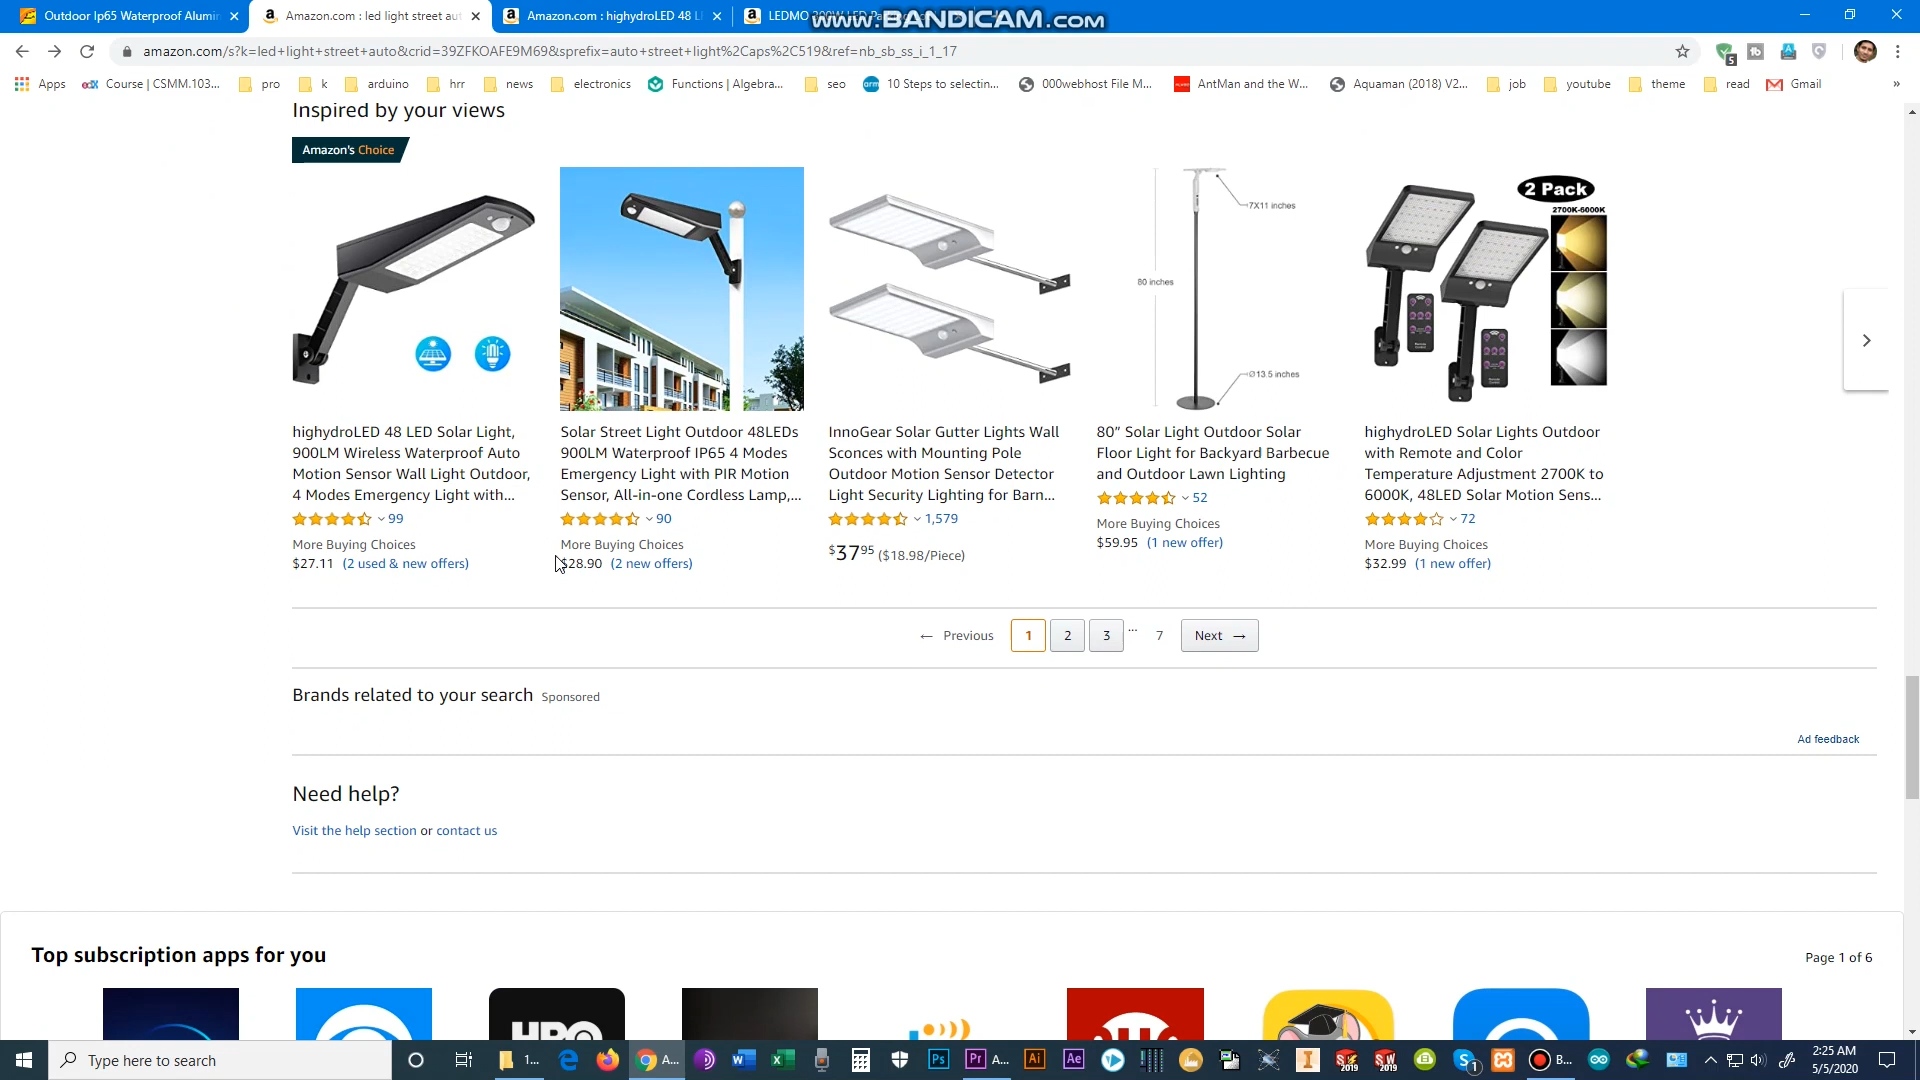 Outdoor Ip65 Waterproof Alumin
Amazon.com : led light street aut
Amazon.com : highydroLED 48 L
LEDMO
www.BANDICAM.com
amazon.com/s?k=led+light+street+auto&crid=39ZFKOAFE9M69&sprefix=auto+street+light%2Caps%2C519&ref=nb_sb_ss_i_1_17
5
Apps
Course | CSMM.103...
pro
k
arduino
hrr
news
electronics
Functions | Algebra...
seo
arm
10 Steps to selectin...
000webhost File M...
AntMan and the W...
Aquaman (2018) V2...
job
youtube
theme
read
Gmail
»
Inspired by your views
Amazon's Choice
7X11 inches
80 inches
Ø13.5 inches
2 Pack
2700K-6000K
highydroLED 48 LED Solar Light,
900LM Wireless Waterproof Auto
Motion Sensor Wall Light Outdoor,
4 Modes Emergency Light with...
99
More Buying Choices
$27.11 (2 used & new offers)
Solar Street Light Outdoor 48LEDs
900LM Waterproof IP65 4 Modes
Emergency Light with PIR Motion
Sensor, All-in-one Cordless Lamp,...
90
More Buying Choices
$28.90 (2 new offers)
InnoGear Solar Gutter Lights Wall
Sconces with Mounting Pole
Outdoor Motion Sensor Detector
Light Security Lighting for Barn...
1,579
$37.95 ($18.98/Piece)
80” Solar Light Outdoor Solar
Floor Light for Backyard Barbecue
and Outdoor Lawn Lighting
52
More Buying Choices
$59.95 (1 new offer)
highydroLED Solar Lights Outdoor
with Remote and Color
Temperature Adjustment 2700K to
6000K, 48LED Solar Motion Sens...
72
More Buying Choices
$32.99 (1 new offer)
← Previous 1 2 3 ... 7 Next →
Brands related to your search Sponsored
Ad feedback
Need help?
Visit the help section or contact us
Top subscription apps for you
Page 1 of 6
HBO
Type here to search
1...
A...
Ps
Pr
A...
Ai
Ae
2019
2019
1
B...
2:25 AM
5/5/2020